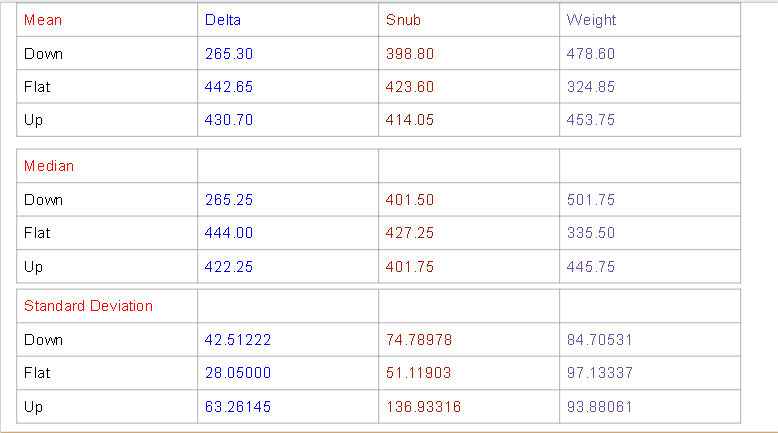 Mean Delta Snub Weight
Down 265.30 398.80 478.60
Flat 442.65 423.60 324.85
Up 430.70 414.05 453.75
Median
Down 265.25 401.50 501.75
Flat 444.00 427.25 335.50
Up 422.25 401.75 445.75
Standard Deviation
Down 42.51222 74.78978 84.70531
Flat 28.05000 51.11903 97.13337
Up 63.26145 136.93316 93.88061